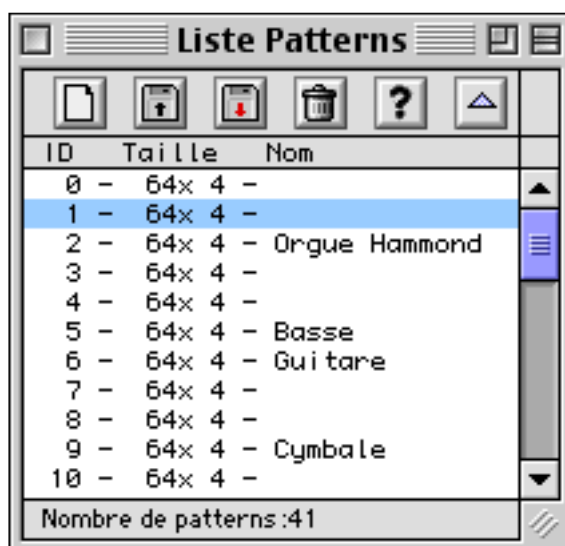 Liste Patterns
?
ID Taille Nom
0 - 64x 4 -
1 - 64x 4 -
2 - 64x 4 - Orgue Hammond
3 - 64x 4 -
4 - 64x 4 -
5 - 64x 4 - Basse
6 - 64x 4 - Guitare
7 - 64x 4 -
8 - 64x 4 -
9 - 64x 4 - Cymbale
10 - 64x 4 -
Nombre de patterns :41